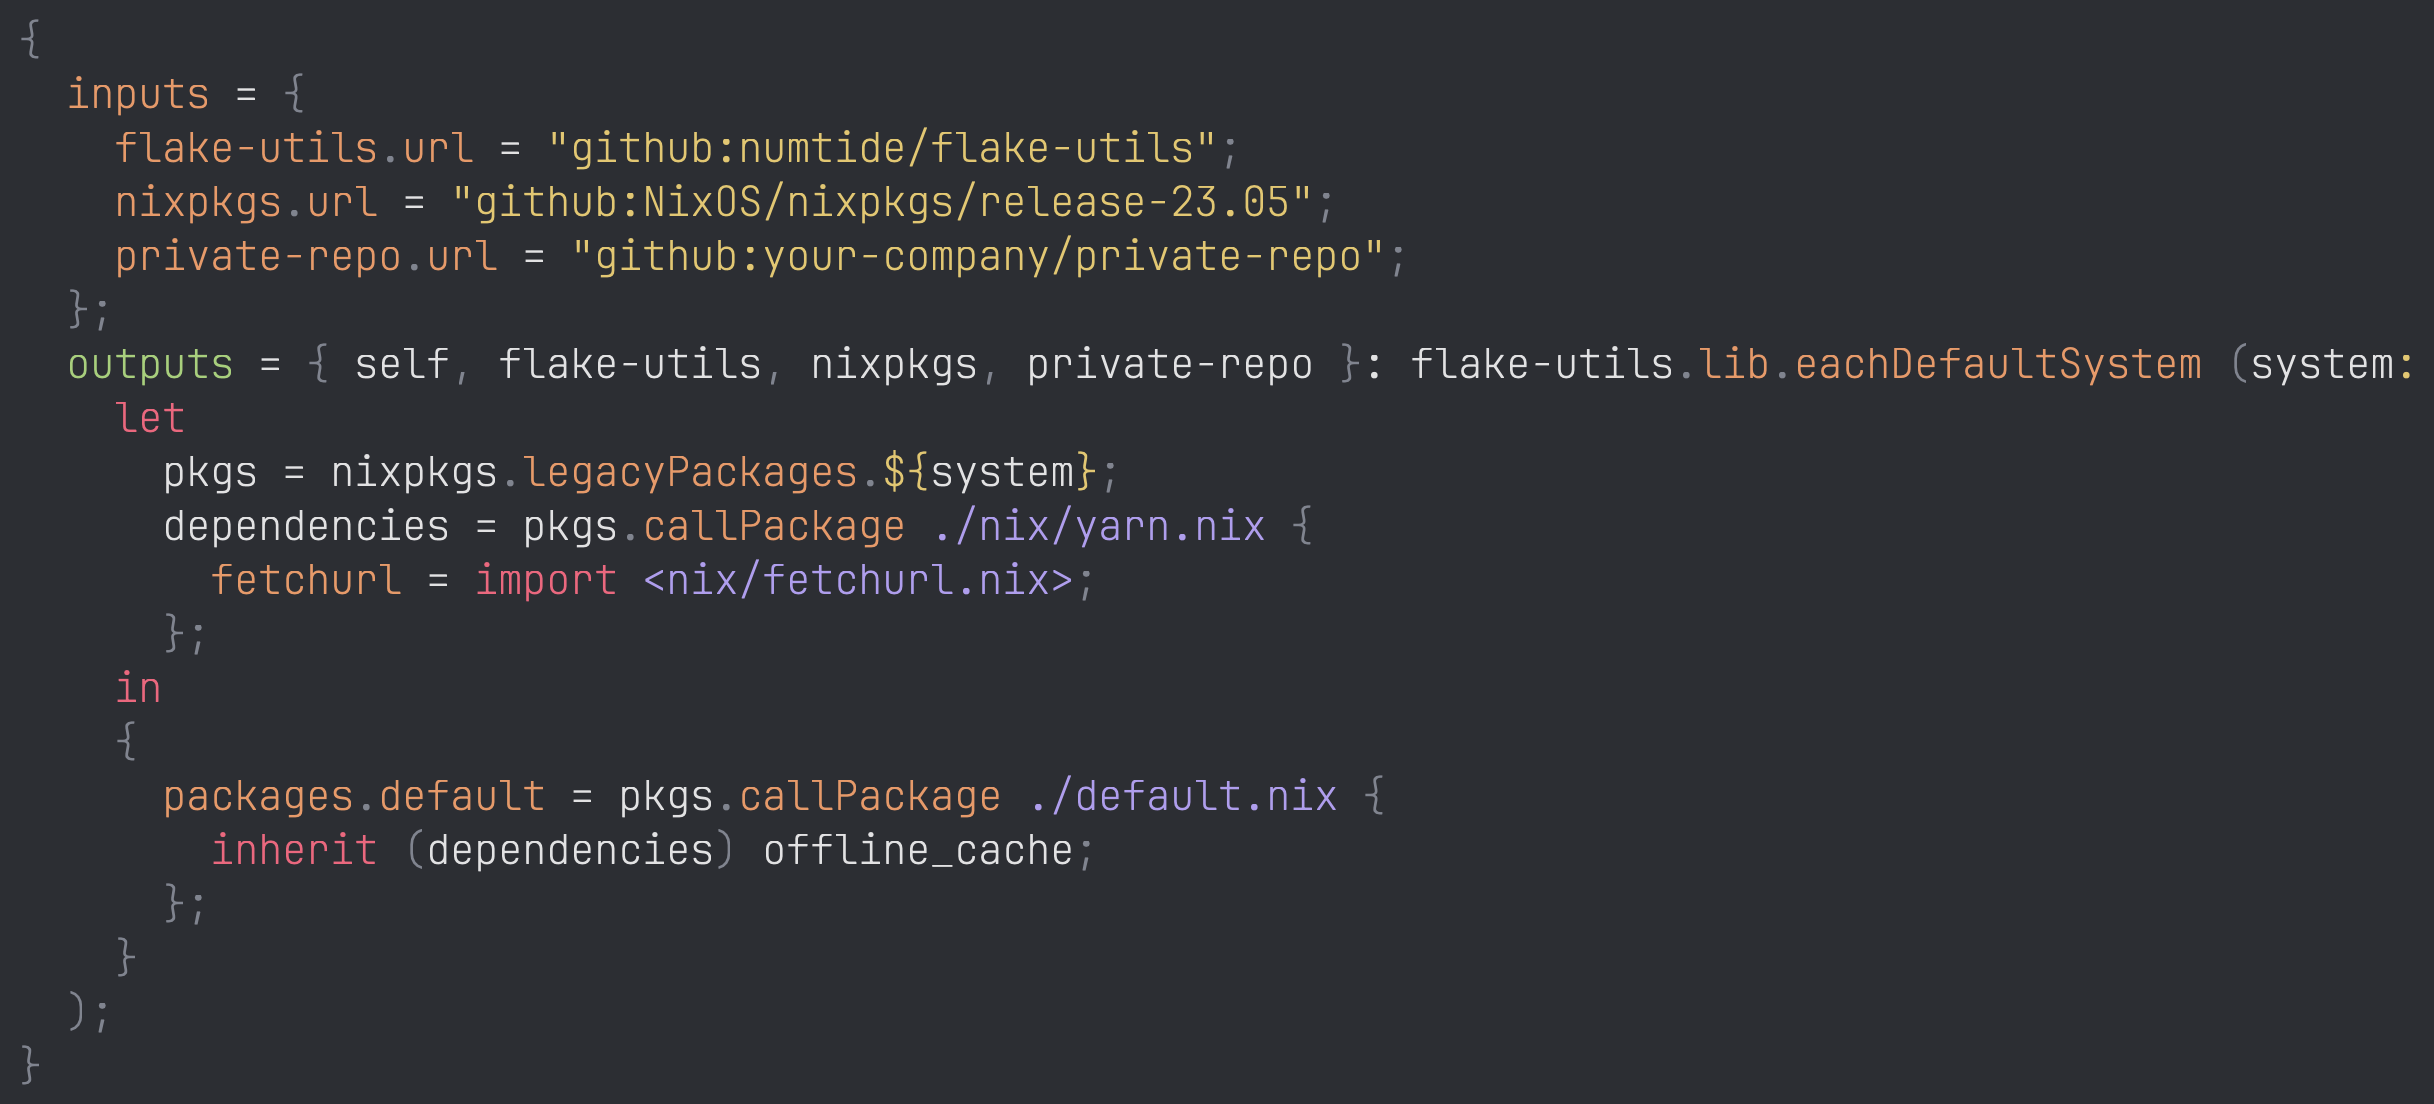 {
  inputs = {
    flake-utils.url = "github:numtide/flake-utils";
    nixpkgs.url = "github:NixOS/nixpkgs/release-23.05";
    private-repo.url = "github:your-company/private-repo";
  };
  outputs = { self, flake-utils, nixpkgs, private-repo }: flake-utils.lib.eachDefaultSystem (system:
    let
      pkgs = nixpkgs.legacyPackages.${system};
      dependencies = pkgs.callPackage ./nix/yarn.nix {
        fetchurl = import <nix/fetchurl.nix>;
      };
    in
    {
      packages.default = pkgs.callPackage ./default.nix {
        inherit (dependencies) offline_cache;
      };
    }
  );
}